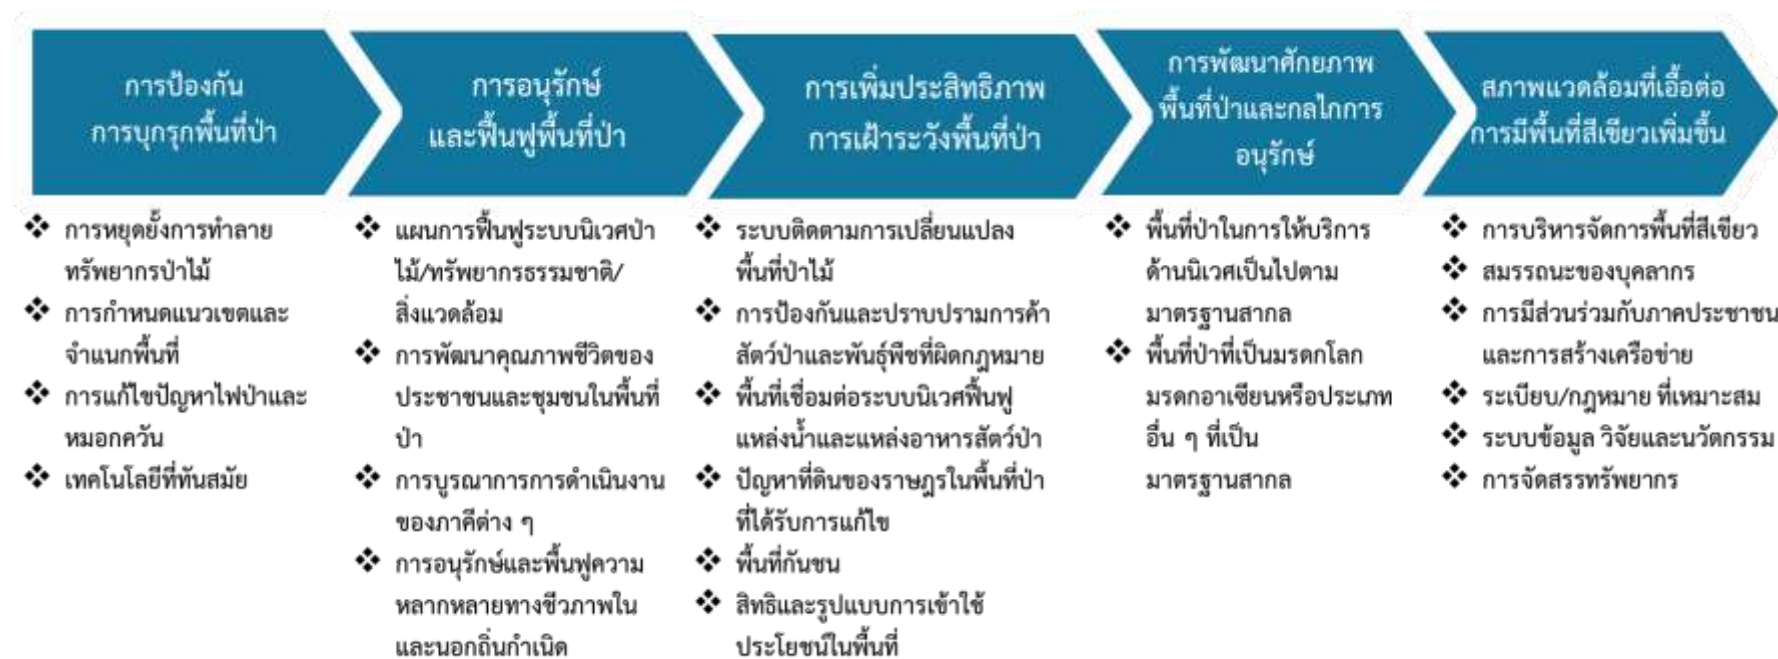 การป้องกัน
การบุกรุกพื้นที่ป่า
การอนุรักษ์
และฟื้นฟูพื้นที่ป่า
การเพิ่มประสิทธิภาพ
การเฝ้าระวังพื้นที่ป่า
การพัฒนาศักยภาพ
พื้นที่ป่าและกลไกการ
อนุรักษ์
สภาพแวดล้อมที่เอื้อต่อ
การมีพื้นที่สีเขียวเพิ่มขึ้น
❖ การหยุดยั้งการทำลาย
ทรัพยากรป่าไม้
❖ การกำหนดแนวเขตและ
จำแนกพื้นที่
❖ การแก้ไขปัญหาไฟป่าและ
หมอกควัน
❖ เทคโนโลยีที่ทันสมัย
❖ แผนการฟื้นฟูระบบนิเวศป่า
ไม้/ทรัพยากรธรรมชาติ/
สิ่งแวดล้อม
❖ การพัฒนาคุณภาพชีวิตของ
ประชาชนและชุมชนในพื้นที่
ป่า
❖ การบูรณาการการดำเนินงาน
ของภาคีต่าง ๆ
❖ การอนุรักษ์และพื้นฟูความ
หลากหลายทางชีวภาพใน
และนอกถิ่นกำเนิด
❖ ระบบติดตามการเปลี่ยนแปลง
พื้นที่ป่าไม้
❖ การป้องกันและปราบปรามการค้า
สัตว์ป่าและพันธุ์พืชที่ผิดกฎหมาย
❖ พื้นที่เชื่อมต่อระบบนิเวศฟื้นฟู
แหล่งน้ำและแหล่งอาหารสัตว์ป่า
❖ ปัญหาที่ดินของราษฎรในพื้นที่ป่า
ที่ได้รับการแก้ไข
❖ พื้นที่กันชน
❖ สิทธิและรูปแบบการเข้าใช้
ประโยชน์ในพื้นที่
❖ พื้นที่ป่าในการให้บริการ
ด้านนิเวศเป็นไปตาม
มาตรฐานสากล
❖ พื้นที่ป่าที่เป็นมรดกโลก
มรดกอาเซียนหรือประเภท
อื่น ๆ ที่เป็น
มาตรฐานสากล
❖ การบริหารจัดการพื้นที่สีเขียว
❖ สมรรถนะของบุคลากร
❖ การมีส่วนร่วมกับภาคประชาชน
และการสร้างเครือข่าย
❖ ระเบียบ/กฎหมาย ที่เหมาะสม
❖ ระบบข้อมูล วิจัยและนวัตกรรม
❖ การจัดสรรทรัพยากร